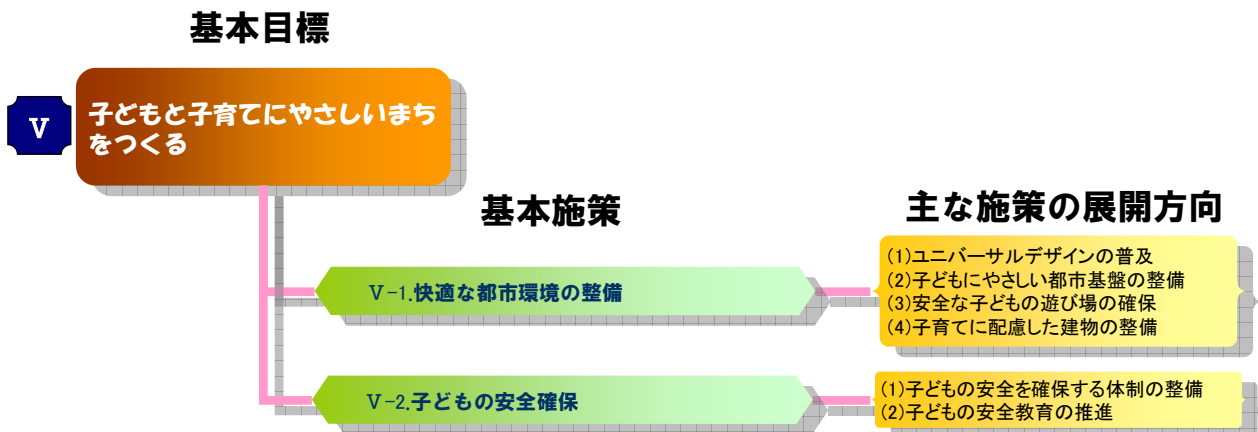 基本目標
Ⅴ
子どもと子育てにやさしいまち
をつくる
基本施策
主な施策の展開方向
Ⅴ-1.快適な都市環境の整備
(1)ユニバーサルデザインの普及
(2)子どもにやさしい都市基盤の整備
(3)安全な子どもの遊び場の確保
(4)子育てに配慮した建物の整備
Ⅴ-2.子どもの安全確保
(1)子どもの安全を確保する体制の整備
(2)子どもの安全教育の推進